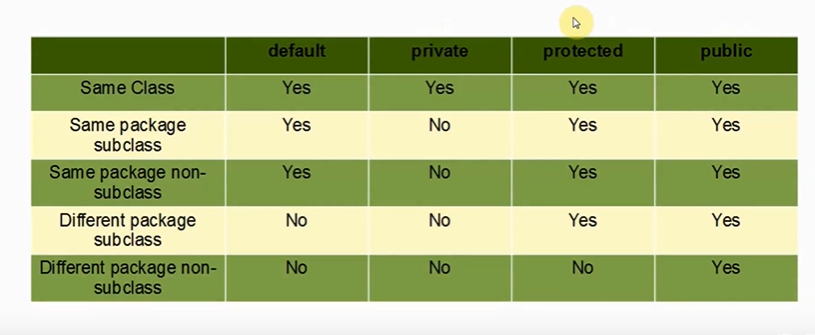 default private protected public
Same Class Yes Yes Yes Yes
Same package Yes No Yes Yes
subclass
Same package non- Yes No Yes Yes
subclass
Different package No No Yes Yes
subclass
Different package non- No No No Yes
subclass